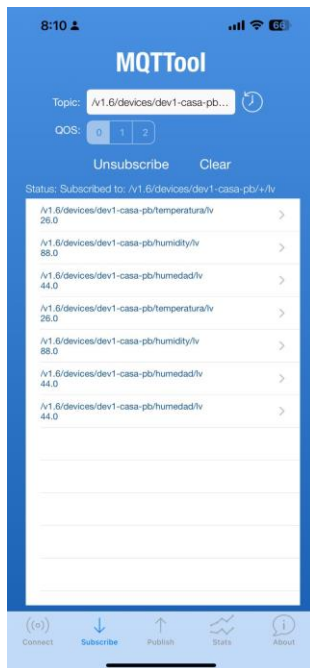 8:10
66
MQTTool
Topic:
/v1.6/devices/dev1-casa-pb...
QOS:
0 1 2
Unsubscribe Clear
Status: Subscribed to: /v1.6/devices/dev1-casa-pb/+/lv
/v1.6/devices/dev1-casa-pb/temperatura/lv
26.0
/v1.6/devices/dev1-casa-pb/humidity/lv
88.0
/v1.6/devices/dev1-casa-pb/humedad/lv
44.0
/v1.6/devices/dev1-casa-pb/temperatura/lv
26.0
/v1.6/devices/dev1-casa-pb/humidity/lv
88.0
/v1.6/devices/dev1-casa-pb/humedad/lv
44.0
/v1.6/devices/dev1-casa-pb/humedad/lv
44.0
Connect Subscribe Publish Stats About